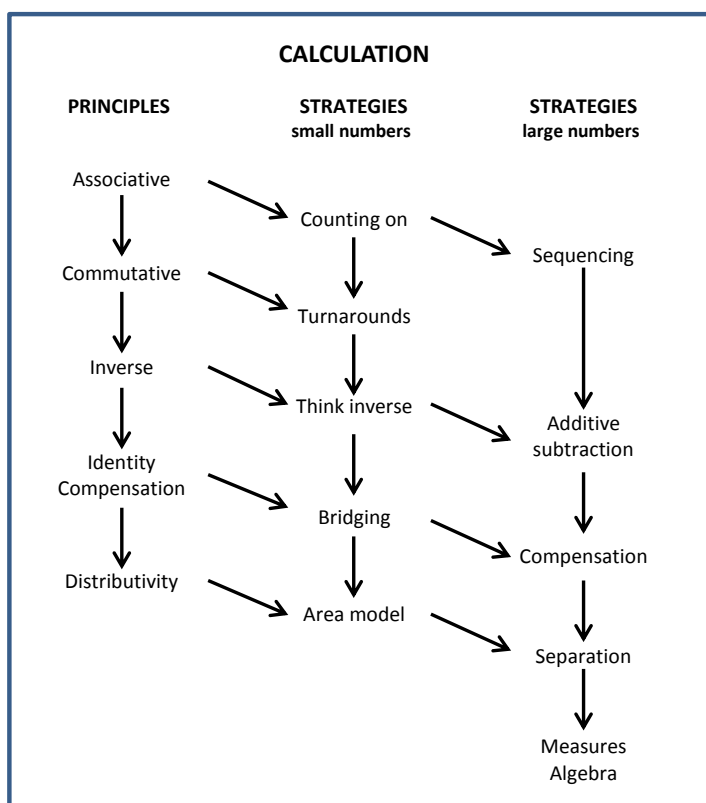 CALCULATION
PRINCIPLES
STRATEGIES
small numbers
STRATEGIES
large numbers
Associative
Counting on
Sequencing
Commutative
Turnarounds
Inverse
Think inverse
Additive
subtraction
Identity
Compensation
Bridging
Compensation
Distributivity
Area model
Separation
Measures
Algebra